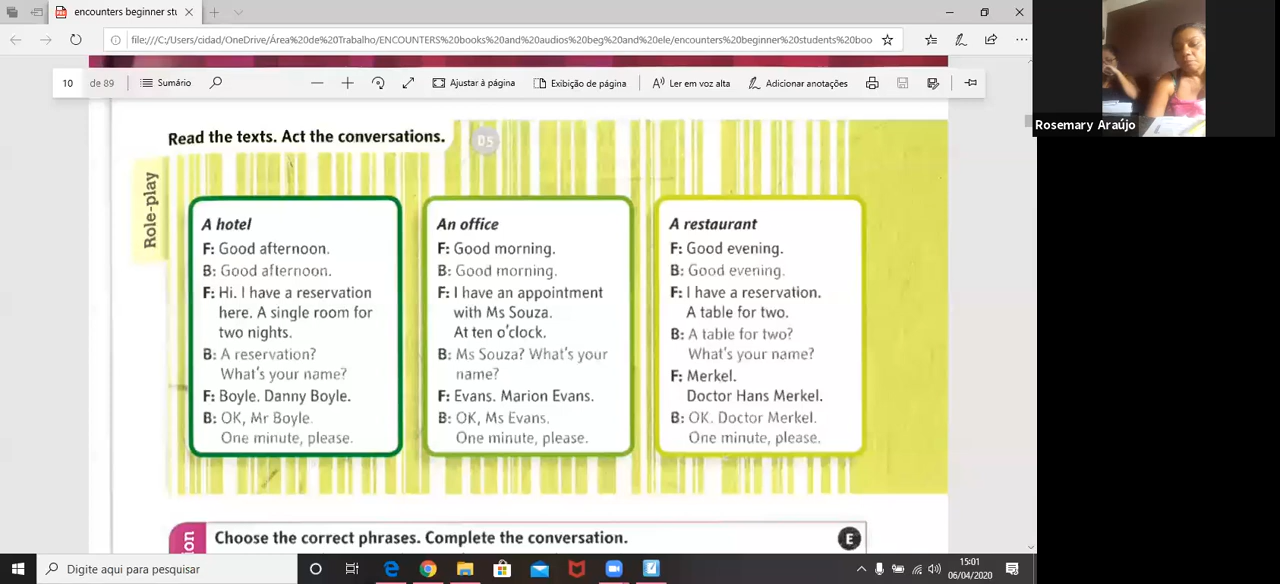 encounters beginner stu
file:///C:/Users/cidad/OneDrive/Área%20de%20Trabalho/ENCOUNTERS%20books%20and%20audios%20beg%20and%20ele/encounters%20beginner%20students%20boo
10 de 89 Sumário Ajustar à página Exibição de página Ler em voz alta Adicionar anotações
Rosemary Araújo
Read the texts. Act the conversations. D5
Role-play
A hotel
F: Good afternoon.
B: Good afternoon.
F: Hi. I have a reservation
here. A single room for
two nights.
B: A reservation?
What's your name?
F: Boyle. Danny Boyle.
B: OK, Mr Boyle.
One minute, please.
An office
F: Good morning.
B: Good morning.
F: I have an appointment
with Ms Souza.
At ten o'clock.
B: Ms Souza? What's your
name?
F: Evans. Marion Evans.
B: OK, Ms Evans.
One minute, please.
A restaurant
F: Good evening.
B: Good evening.
F: I have a reservation.
A table for two.
B: A table for two?
What's your name?
F: Merkel.
Doctor Hans Merkel.
B: OK. Doctor Merkel.
One minute, please.
Choose the correct phrases. Complete the conversation. E
Digite aqui para pesquisar
15:01
06/04/2020